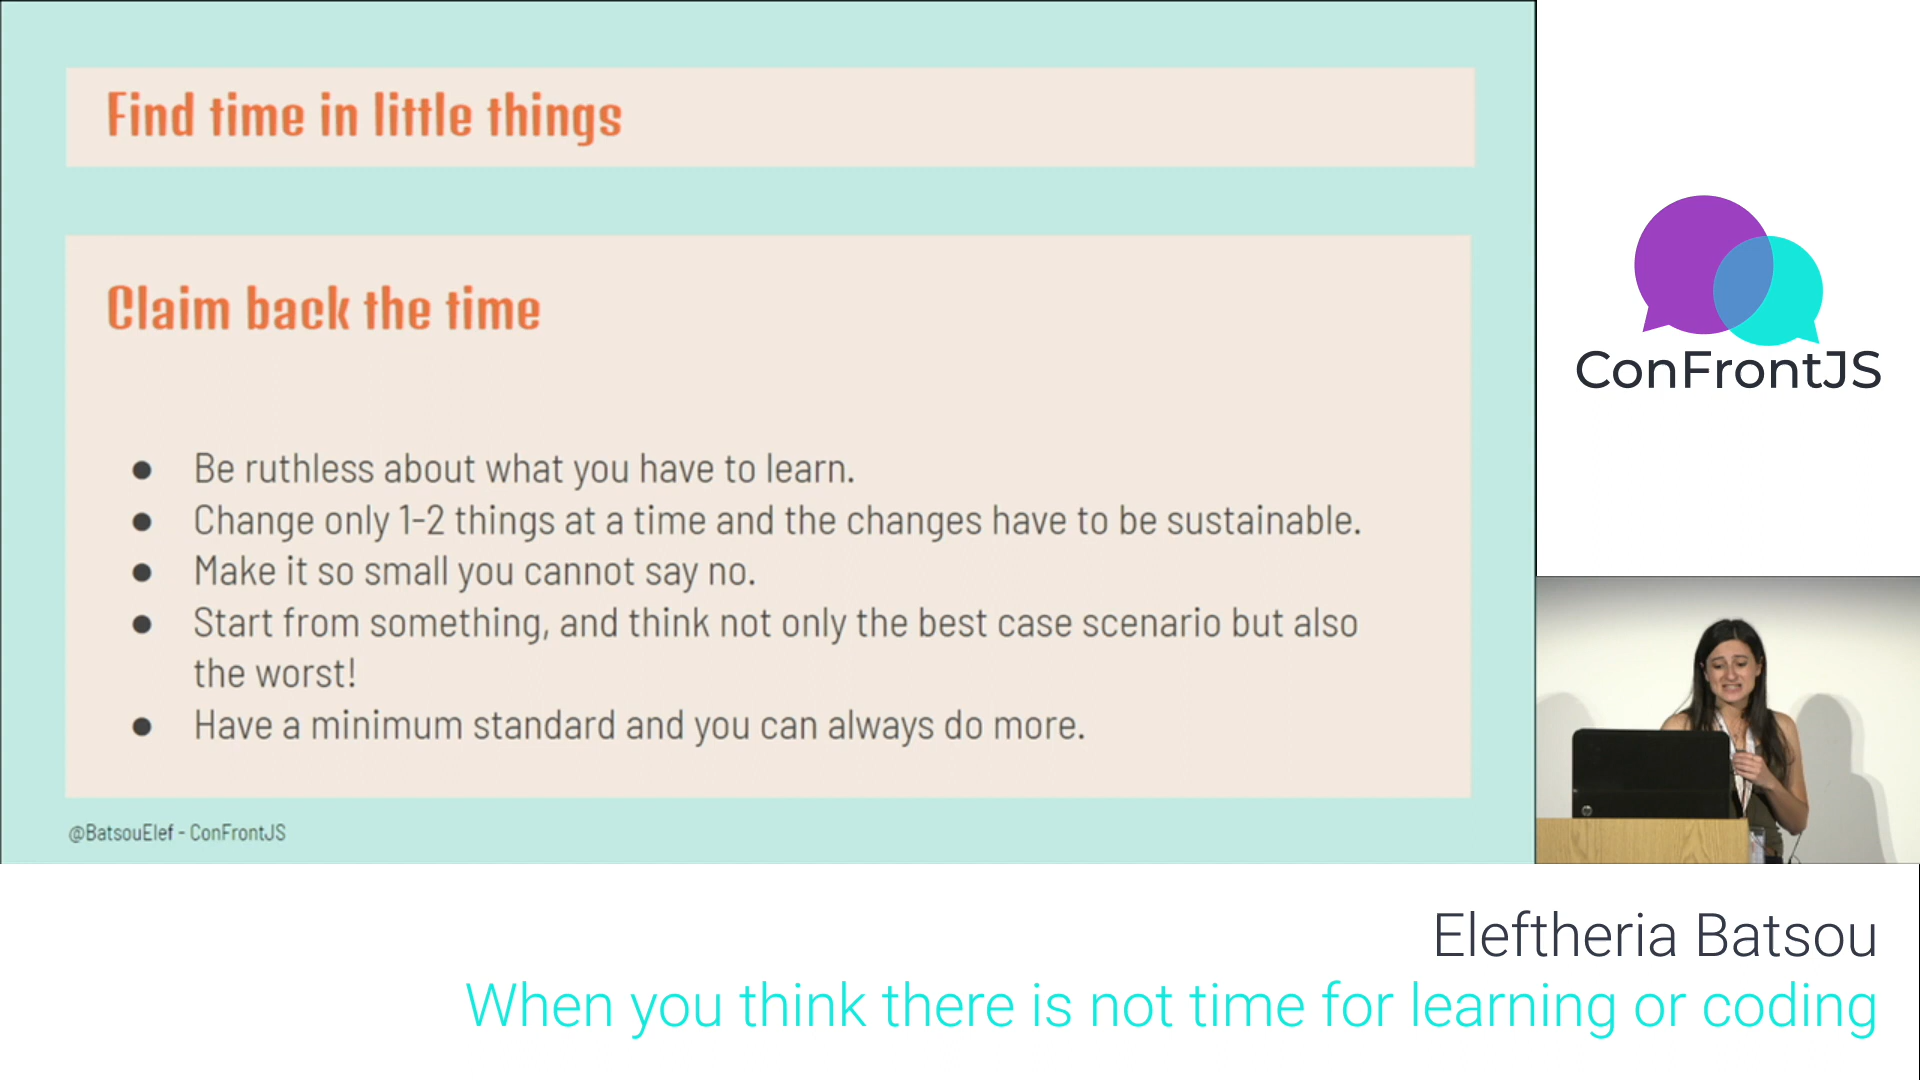 Find time in little things
Claim back the time
● Be ruthless about what you have to learn.
● Change only 1-2 things at a time and the changes have to be sustainable.
● Make it so small you cannot say no.
● Start from something, and think not only the best case scenario but also
the worst!
● Have a minimum standard and you can always do more.
@BatsouElef - ConFrontJS
ConFrontJS
Eleftheria Batsou
When you think there is not time for learning or coding